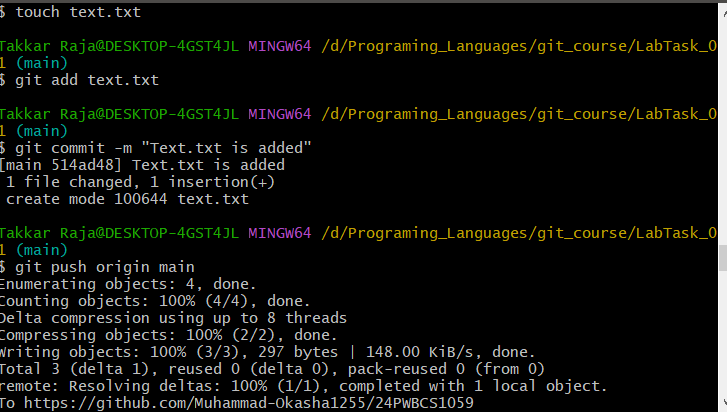 $ touch text.txt
Takkar Raja@DESKTOP-4GST4JL MINGW64 /d/Programing_Languages/git_course/LabTask_0
1 (main)
$ git add text.txt
Takkar Raja@DESKTOP-4GST4JL MINGW64 /d/Programing_Languages/git_course/LabTask_0
1 (main)
$ git commit -m "Text.txt is added"
[main 514ad48] Text.txt is added
1 file changed, 1 insertion(+)
create mode 100644 text.txt
Takkar Raja@DESKTOP-4GST4JL MINGW64 /d/Programing_Languages/git_course/LabTask_0
1 (main)
$ git push origin main
Enumerating objects: 4, done.
Counting objects: 100% (4/4), done.
Delta compression using up to 8 threads
Compressing objects: 100% (2/2), done.
Writing objects: 100% (3/3), 297 bytes | 148.00 KiB/s, done.
Total 3 (delta 1), reused 0 (delta 0), pack-reused 0 (from 0)
remote: Resolving deltas: 100% (1/1), completed with 1 local object.
To https://github.com/Muhammad-Okasha1255/24PWBCS1059